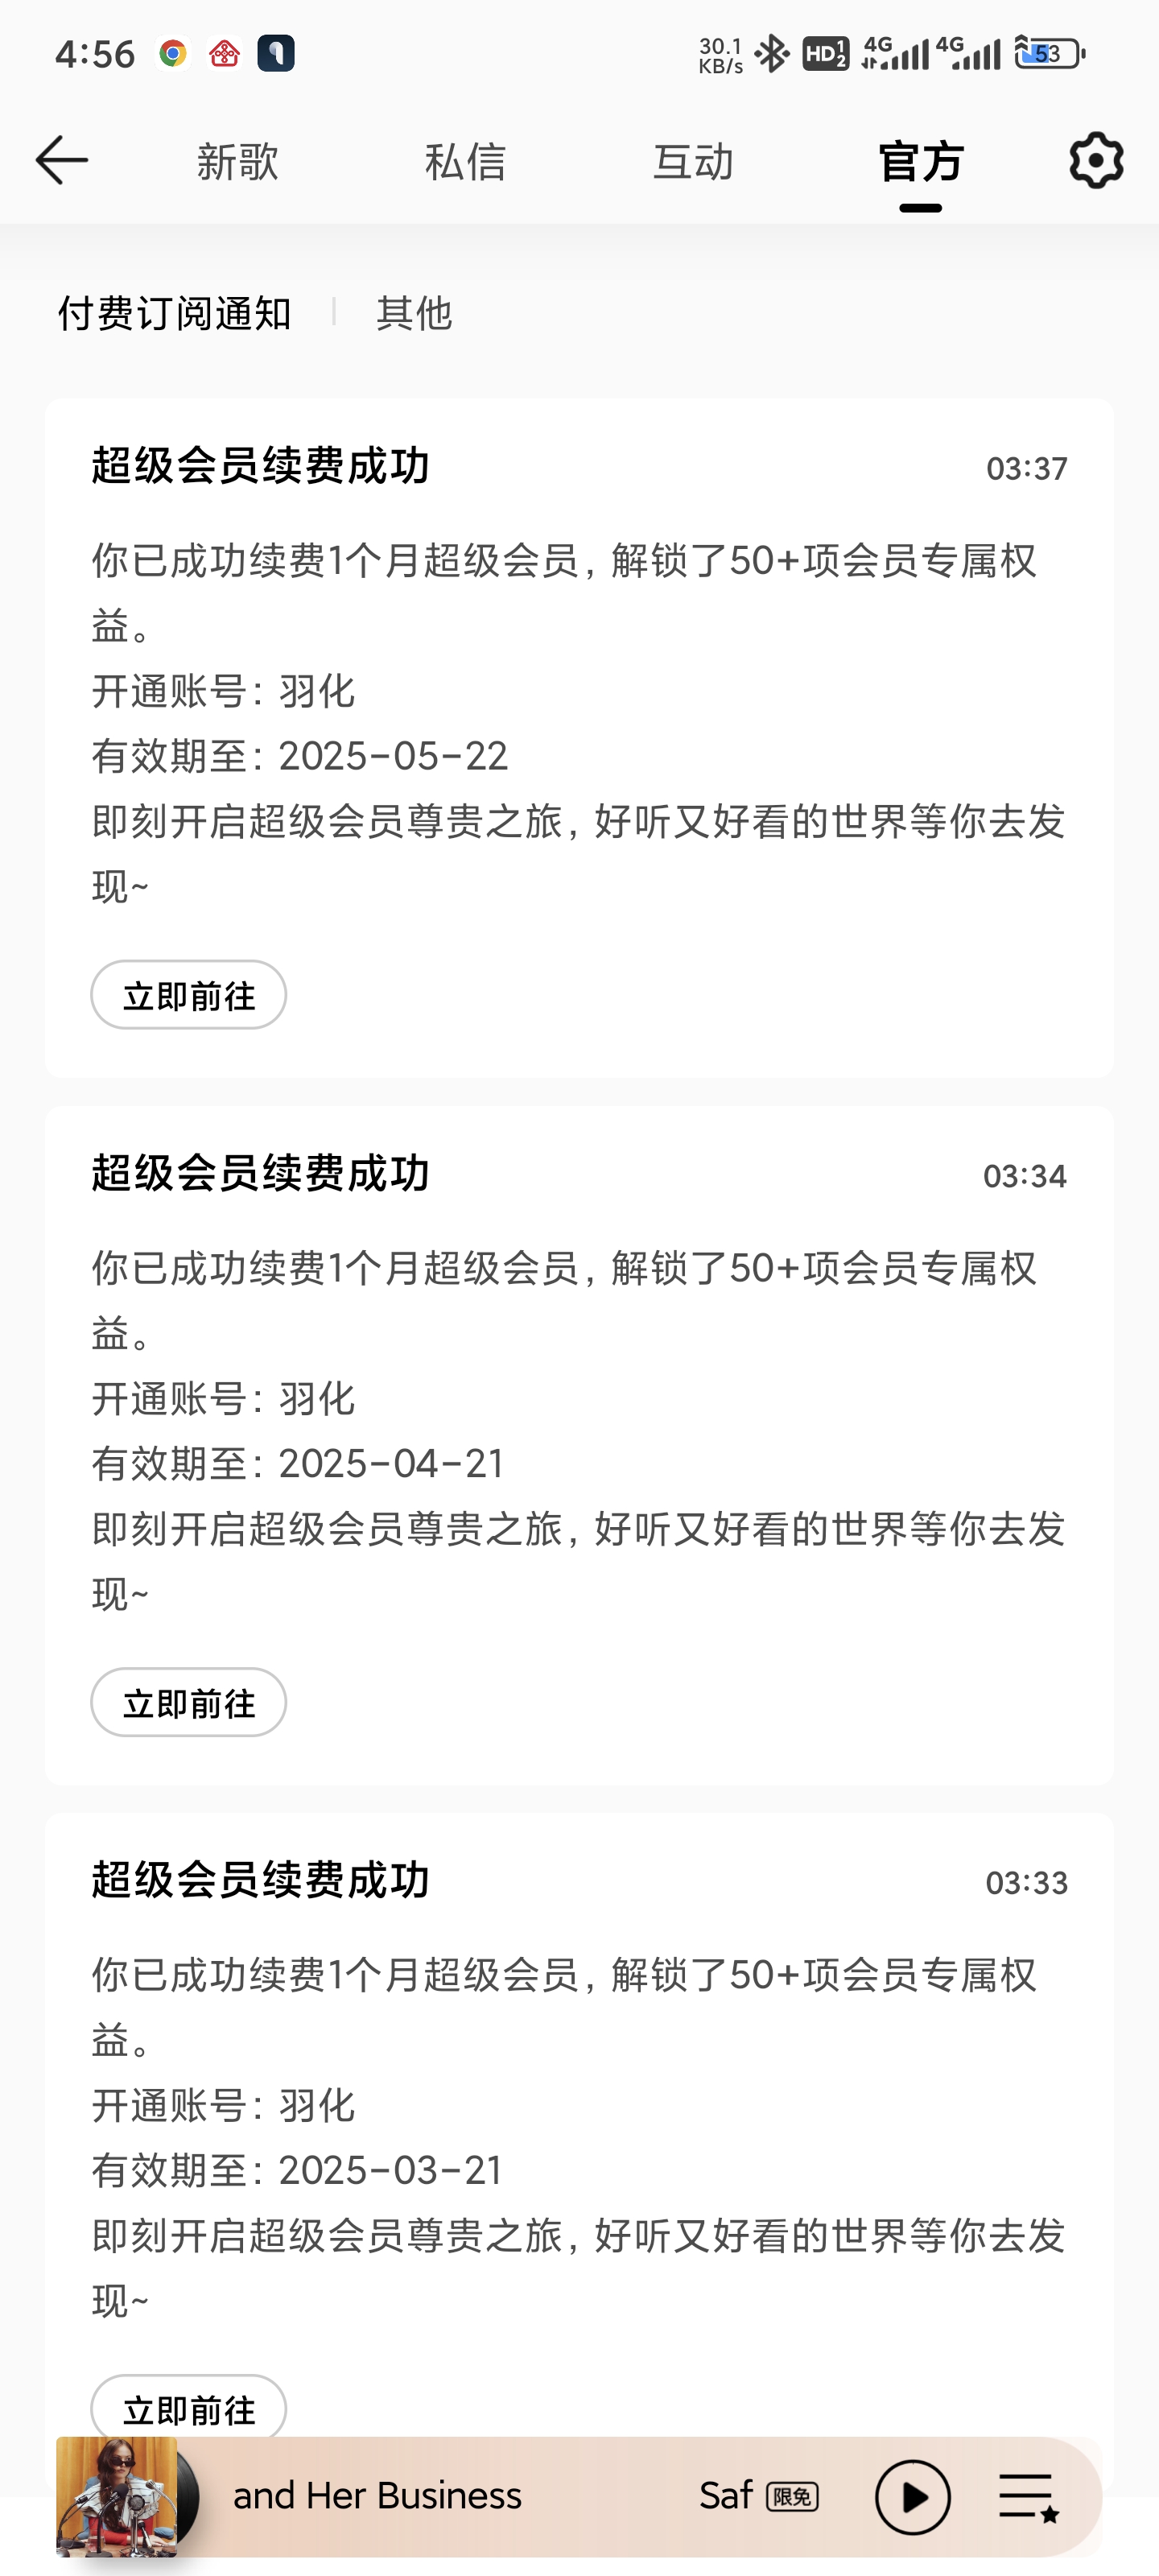 4:56
30.1
KB/s
HD 1 2
4G
4G
53
新歌
私信
互动
官方
付费订阅通知
其他
超级会员续费成功
03:37
你已成功续费1个月超级会员，解锁了50+项会员专属权
益。
开通账号：羽化
有效期至：2025-05-22
即刻开启超级会员尊贵之旅，好听又好看的世界等你去发
现~
立即前往
超级会员续费成功
03:34
你已成功续费1个月超级会员，解锁了50+项会员专属权
益。
开通账号：羽化
有效期至：2025-04-21
即刻开启超级会员尊贵之旅，好听又好看的世界等你去发
现~
立即前往
超级会员续费成功
03:33
你已成功续费1个月超级会员，解锁了50+项会员专属权
益。
开通账号：羽化
有效期至：2025-03-21
即刻开启超级会员尊贵之旅，好听又好看的世界等你去发
现~
立即前往
and Her Business
Saf
限免